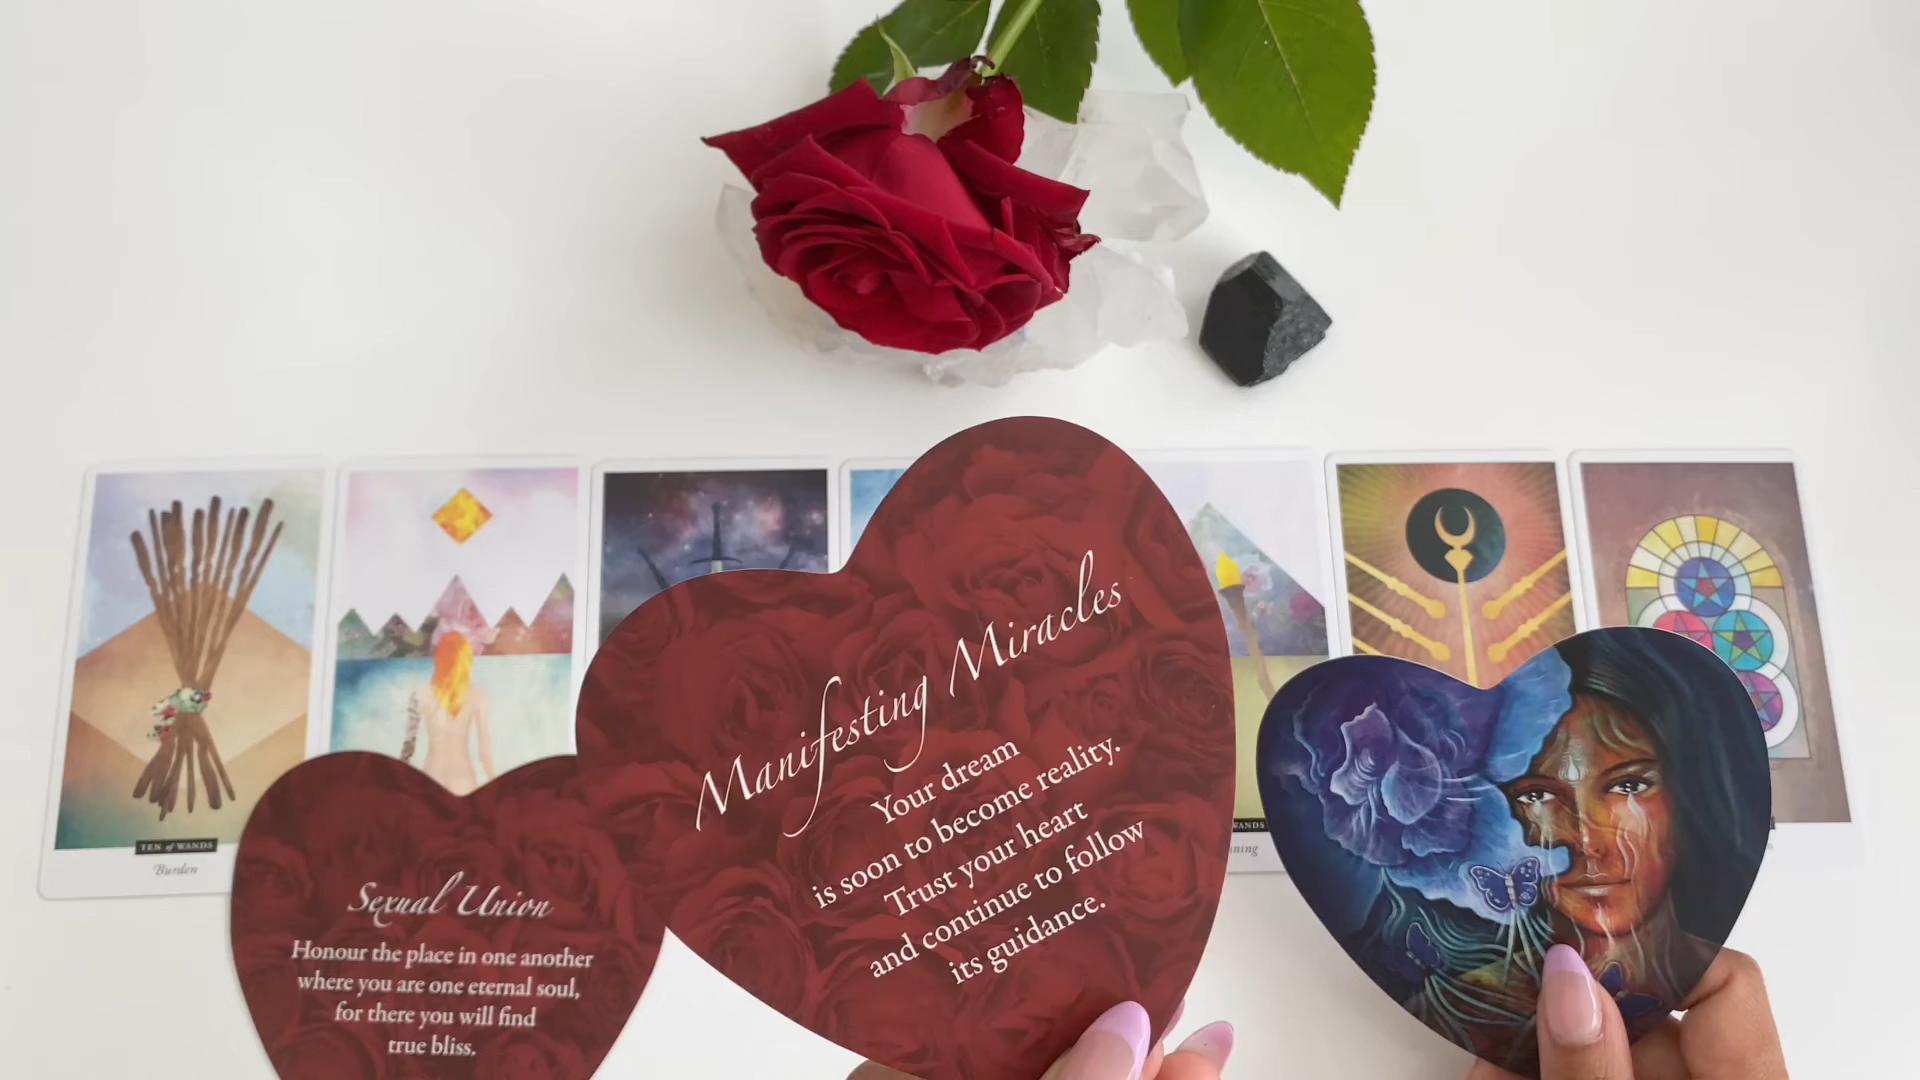 TEN of WANDS
Burden
Sexual Union
Honour the place in one another
where you are one eternal soul,
for there you will find
true bliss.
Manifesting Miracles
Your dream
is soon to become reality.
Trust your heart
and continue to follow
its guidance.
WANDS